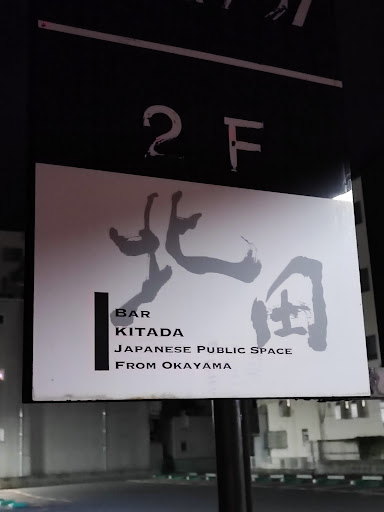 2F
北田
BAR
KITADA
JAPANESE PUBLIC SPACE
FROM OKAYAMA